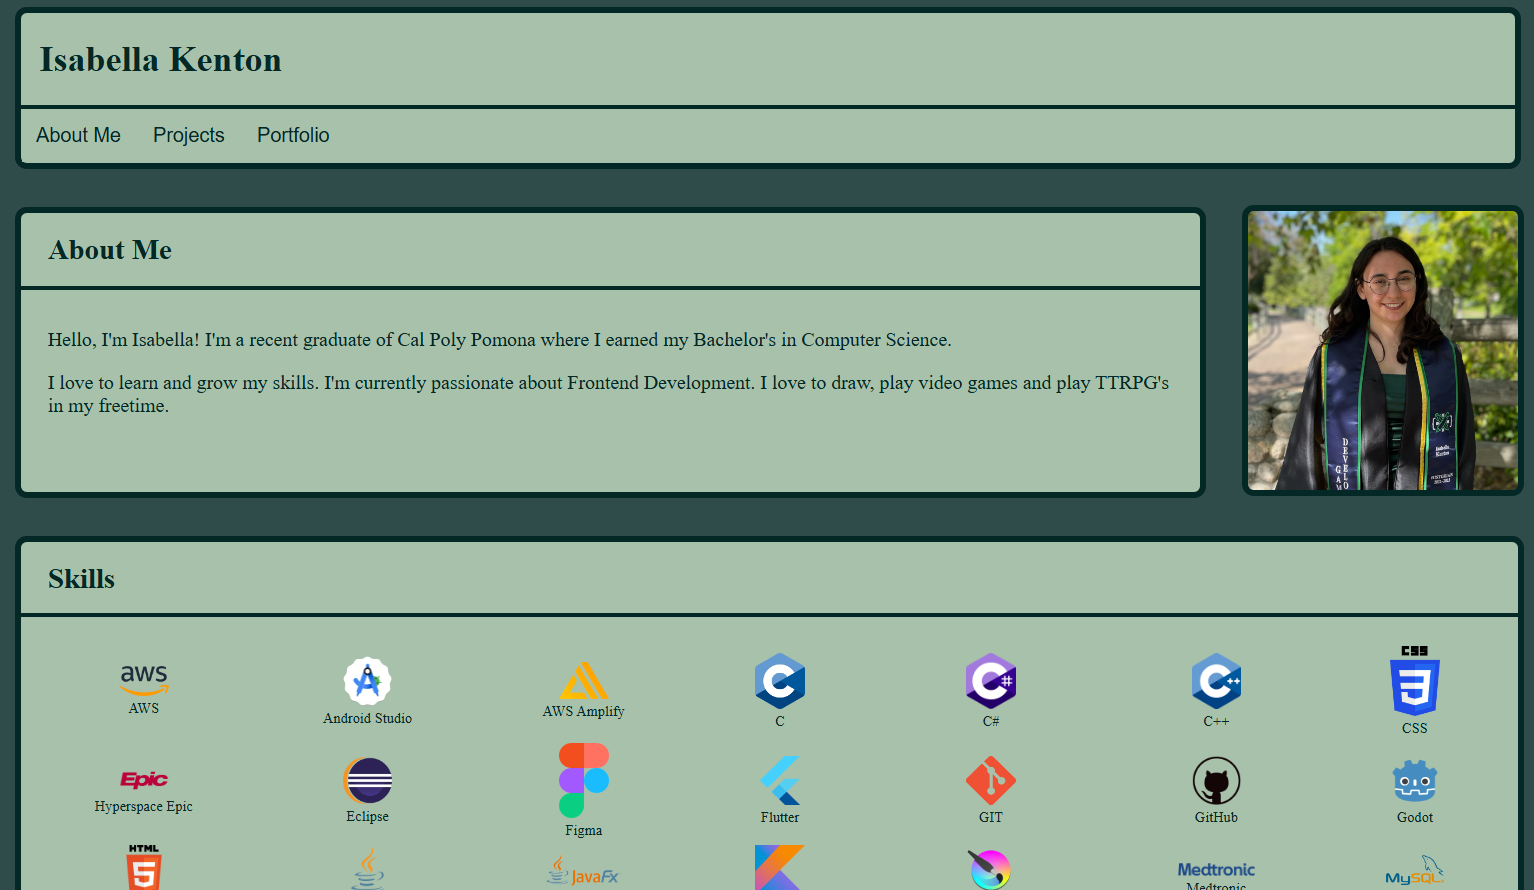 Isabella Kenton
About Me Projects Portfolio
About Me
Hello, I'm Isabella! I'm a recent graduate of Cal Poly Pomona where I earned my Bachelor's in Computer Science.
I love to learn and grow my skills. I'm currently passionate about Frontend Development. I love to draw, play video games and play TTRPG's
in my freetime.
Skills
aws
AWS
Android Studio
AWS Amplify
C
C
C#
C#
C++
C++
CSS
3
CSS
Epic
Hyperspace Epic
Eclipse
Figma
Flutter
GIT
GitHub
Godot
HTML
5
JavaFx
Medtronic
Medtronic
MySQL